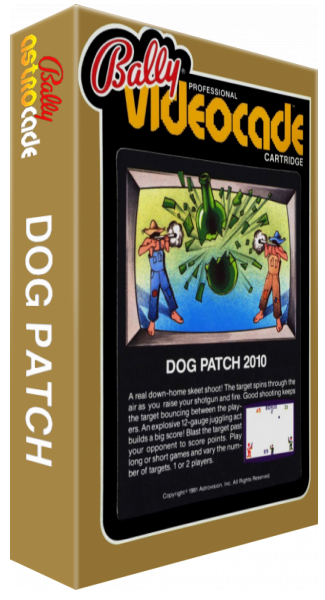 Bally
ASTROCADE
DOG PATCH
Bally
PROFESSIONAL
VIDEOCADE
CARTRIDGE
DOG PATCH 2010
A real down-home skeet shoot! The target spins through the
air as you raise your shotgun and fire. Good shooting keeps
the target bouncing between the play-
ers. An explosive 12-gauge juggling act
builds a big score! Blast the target past
your opponent to score points. Play
long or short games and vary the num-
ber of targets. 1 or 2 players.
Copyright® 1981 Astrovision, Inc. All Rights Reserved.